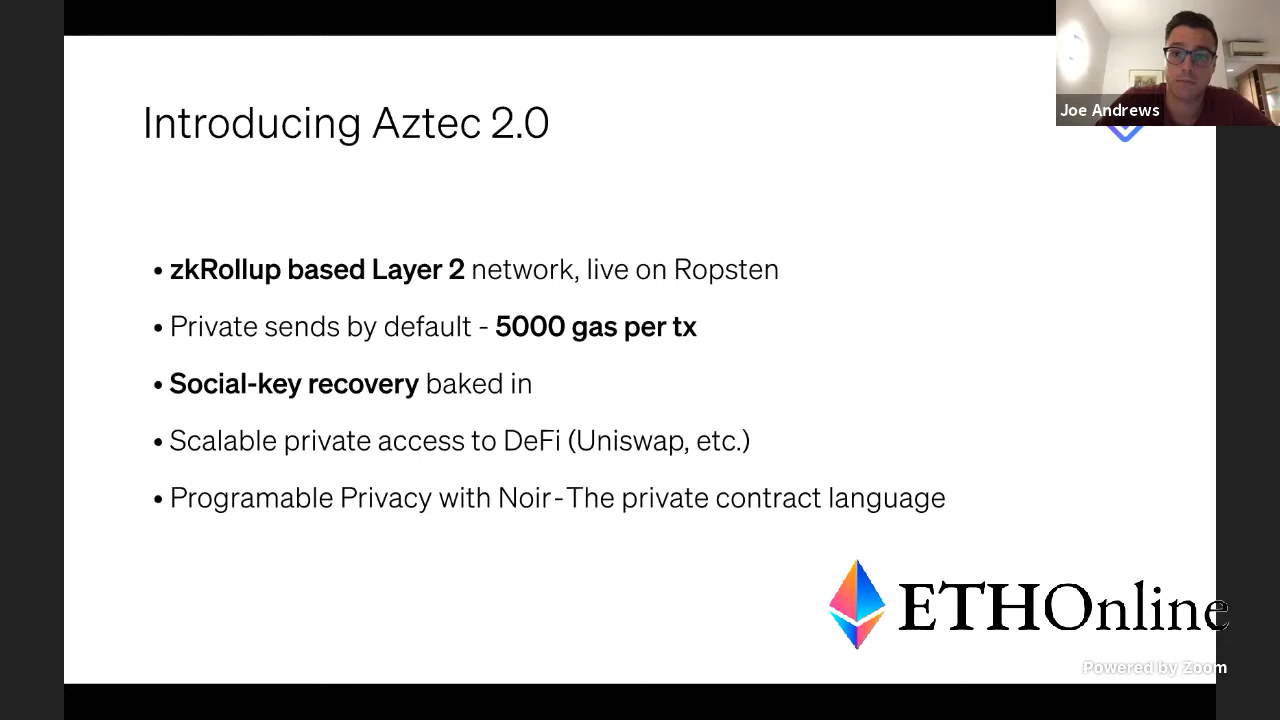 Joe Andrews
Introducing Aztec 2.0
• zkRollup based Layer 2 network, live on Ropsten
• Private sends by default - 5000 gas per tx
• Social-key recovery baked in
• Scalable private access to DeFi (Uniswap, etc.)
• Programable Privacy with Noir-The private contract language
ETHOnline
Powered by Zoom